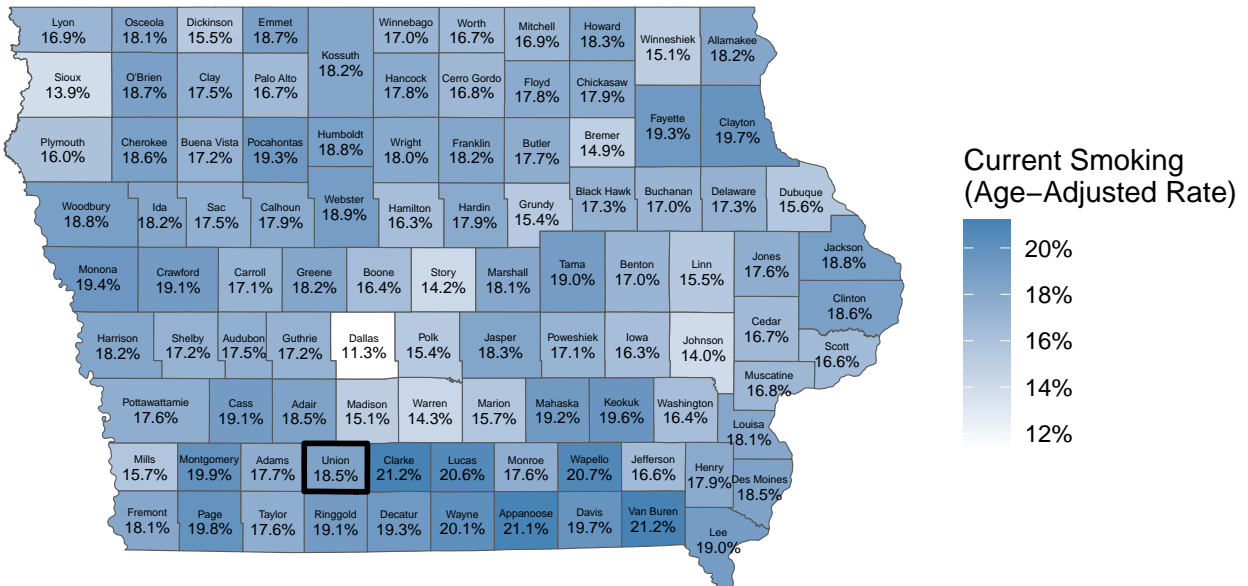 Lyon
16.9%
Osceola
18.1%
Dickinson
15.5%
Emmet
18.7%
Kossuth
18.2%
Winnebago
17.0%
Worth
16.7%
Mitchell
16.9%
Howard
18.3%
Winneshiek
15.1%
Allamakee
18.2%
Sioux
13.9%
O'Brien
18.7%
Clay
17.5%
Palo Alto
16.7%
Hancock
17.8%
Cerro Gordo
16.8%
Floyd
17.8%
Chickasaw
17.9%
Fayette
19.3%
Clayton
19.7%
Plymouth
16.0%
Cherokee
18.6%
Buena Vista
17.2%
Pocahontas
19.3%
Humboldt
18.8%
Wright
18.0%
Franklin
18.2%
Butler
17.7%
Bremer
14.9%
Woodbury
18.8%
Ida
18.2%
Sac
17.5%
Calhoun
17.9%
Webster
18.9%
Hamilton
16.3%
Hardin
17.9%
Grundy
15.4%
Black Hawk
17.3%
Buchanan
17.0%
Delaware
17.3%
Dubuque
15.6%
Monona
19.4%
Crawford
19.1%
Carroll
17.1%
Greene
18.2%
Boone
16.4%
Story
14.2%
Marshall
18.1%
Tama
19.0%
Benton
17.0%
Linn
15.5%
Jones
17.6%
Jackson
18.8%
Clinton
18.6%
Harrison
18.2%
Shelby
17.2%
Audubon
17.5%
Guthrie
17.2%
Dallas
11.3%
Polk
15.4%
Jasper
18.3%
Poweshiek
17.1%
Iowa
16.3%
Johnson
14.0%
Cedar
16.7%
Scott
16.6%
Muscatine
16.8%
Pottawattamie
17.6%
Cass
19.1%
Adair
18.5%
Madison
15.1%
Warren
14.3%
Marion
15.7%
Mahaska
19.2%
Keokuk
19.6%
Washington
16.4%
Louisa
18.1%
Mills
15.7%
Montgomery
19.9%
Adams
17.7%
Union
18.5%
Clarke
21.2%
Lucas
20.6%
Monroe
17.6%
Wapello
20.7%
Jefferson
16.6%
Henry
17.9%
Des Moines
18.5%
Fremont
18.1%
Page
19.8%
Taylor
17.6%
Ringgold
19.1%
Decatur
19.3%
Wayne
20.1%
Appanoose
21.1%
Davis
19.7%
Van Buren
21.2%
Lee
19.0%
Current Smoking
(Age−Adjusted Rate)
20%
18%
16%
14%
12%